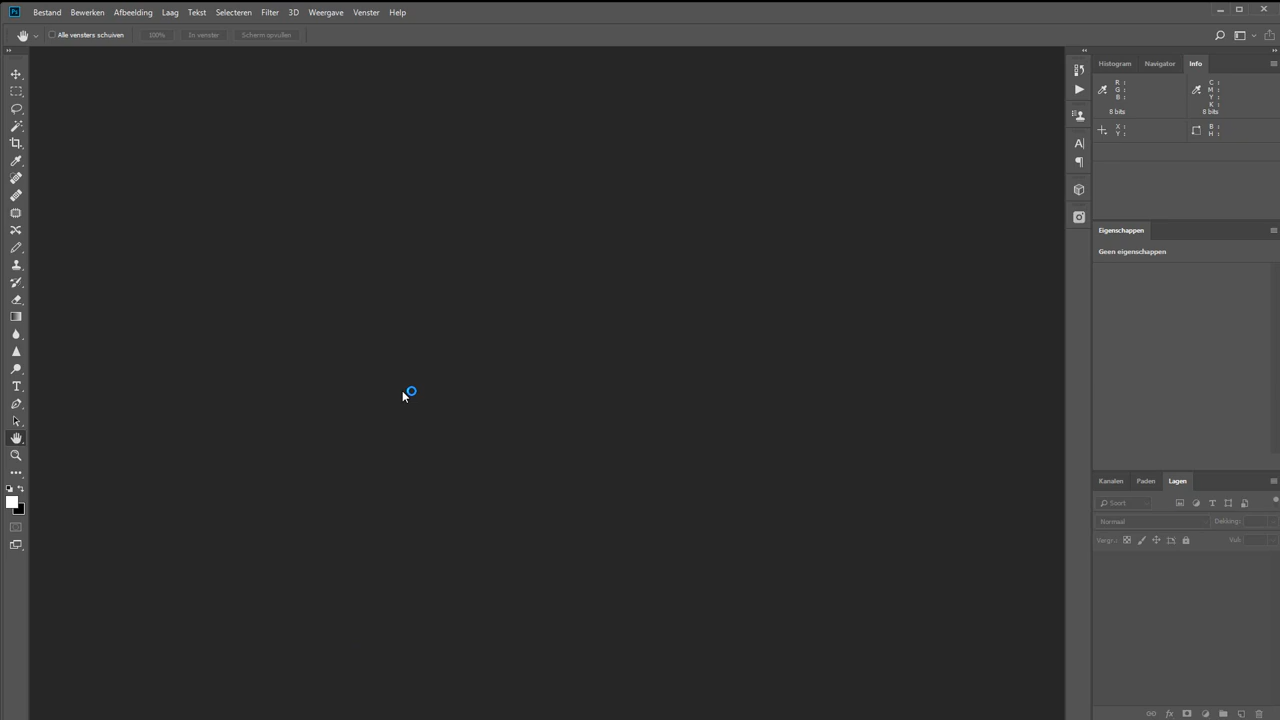 Ps Bestand Bewerken Afbeelding Laag Tekst Selecteren Filter 3D Weergave Venster Help
Alle vensters schuiven 100% In venster Scherm opvullen
Histogram Navigator Info
R : C :
G : M :
B : Y :
K :
8 bits 8 bits
X : B :
Y : H :
Eigenschappen
Geen eigenschappen
Kanalen Paden Lagen
Soort
Normaal Dekking:
Vergr.: Vul: